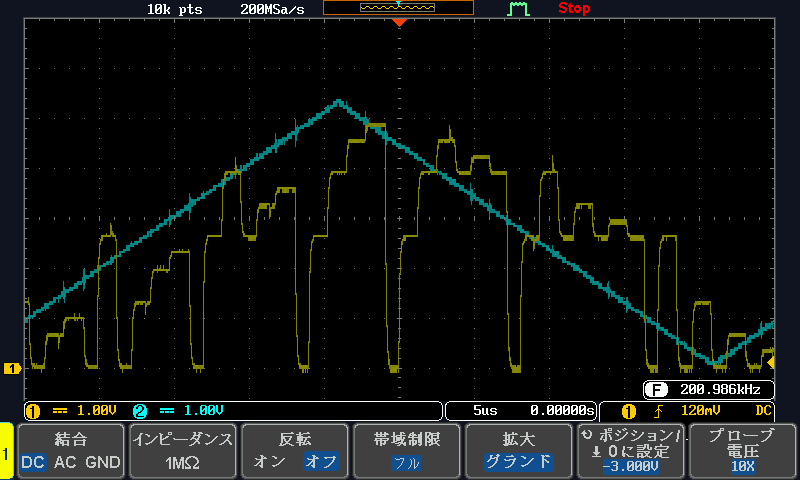 10k pts 200MSa/s Stop
1
F 200.986kHz
1 1.00V 2 1.00V 5us 0.00000s 1 120mV DC
1
結合
DC AC GND
インピーダンス
1MΩ
反転
オン オフ
帯域制限
フル
拡大
グランド
ポジション/
0に設定
-3.000V
プローブ
電圧
10X